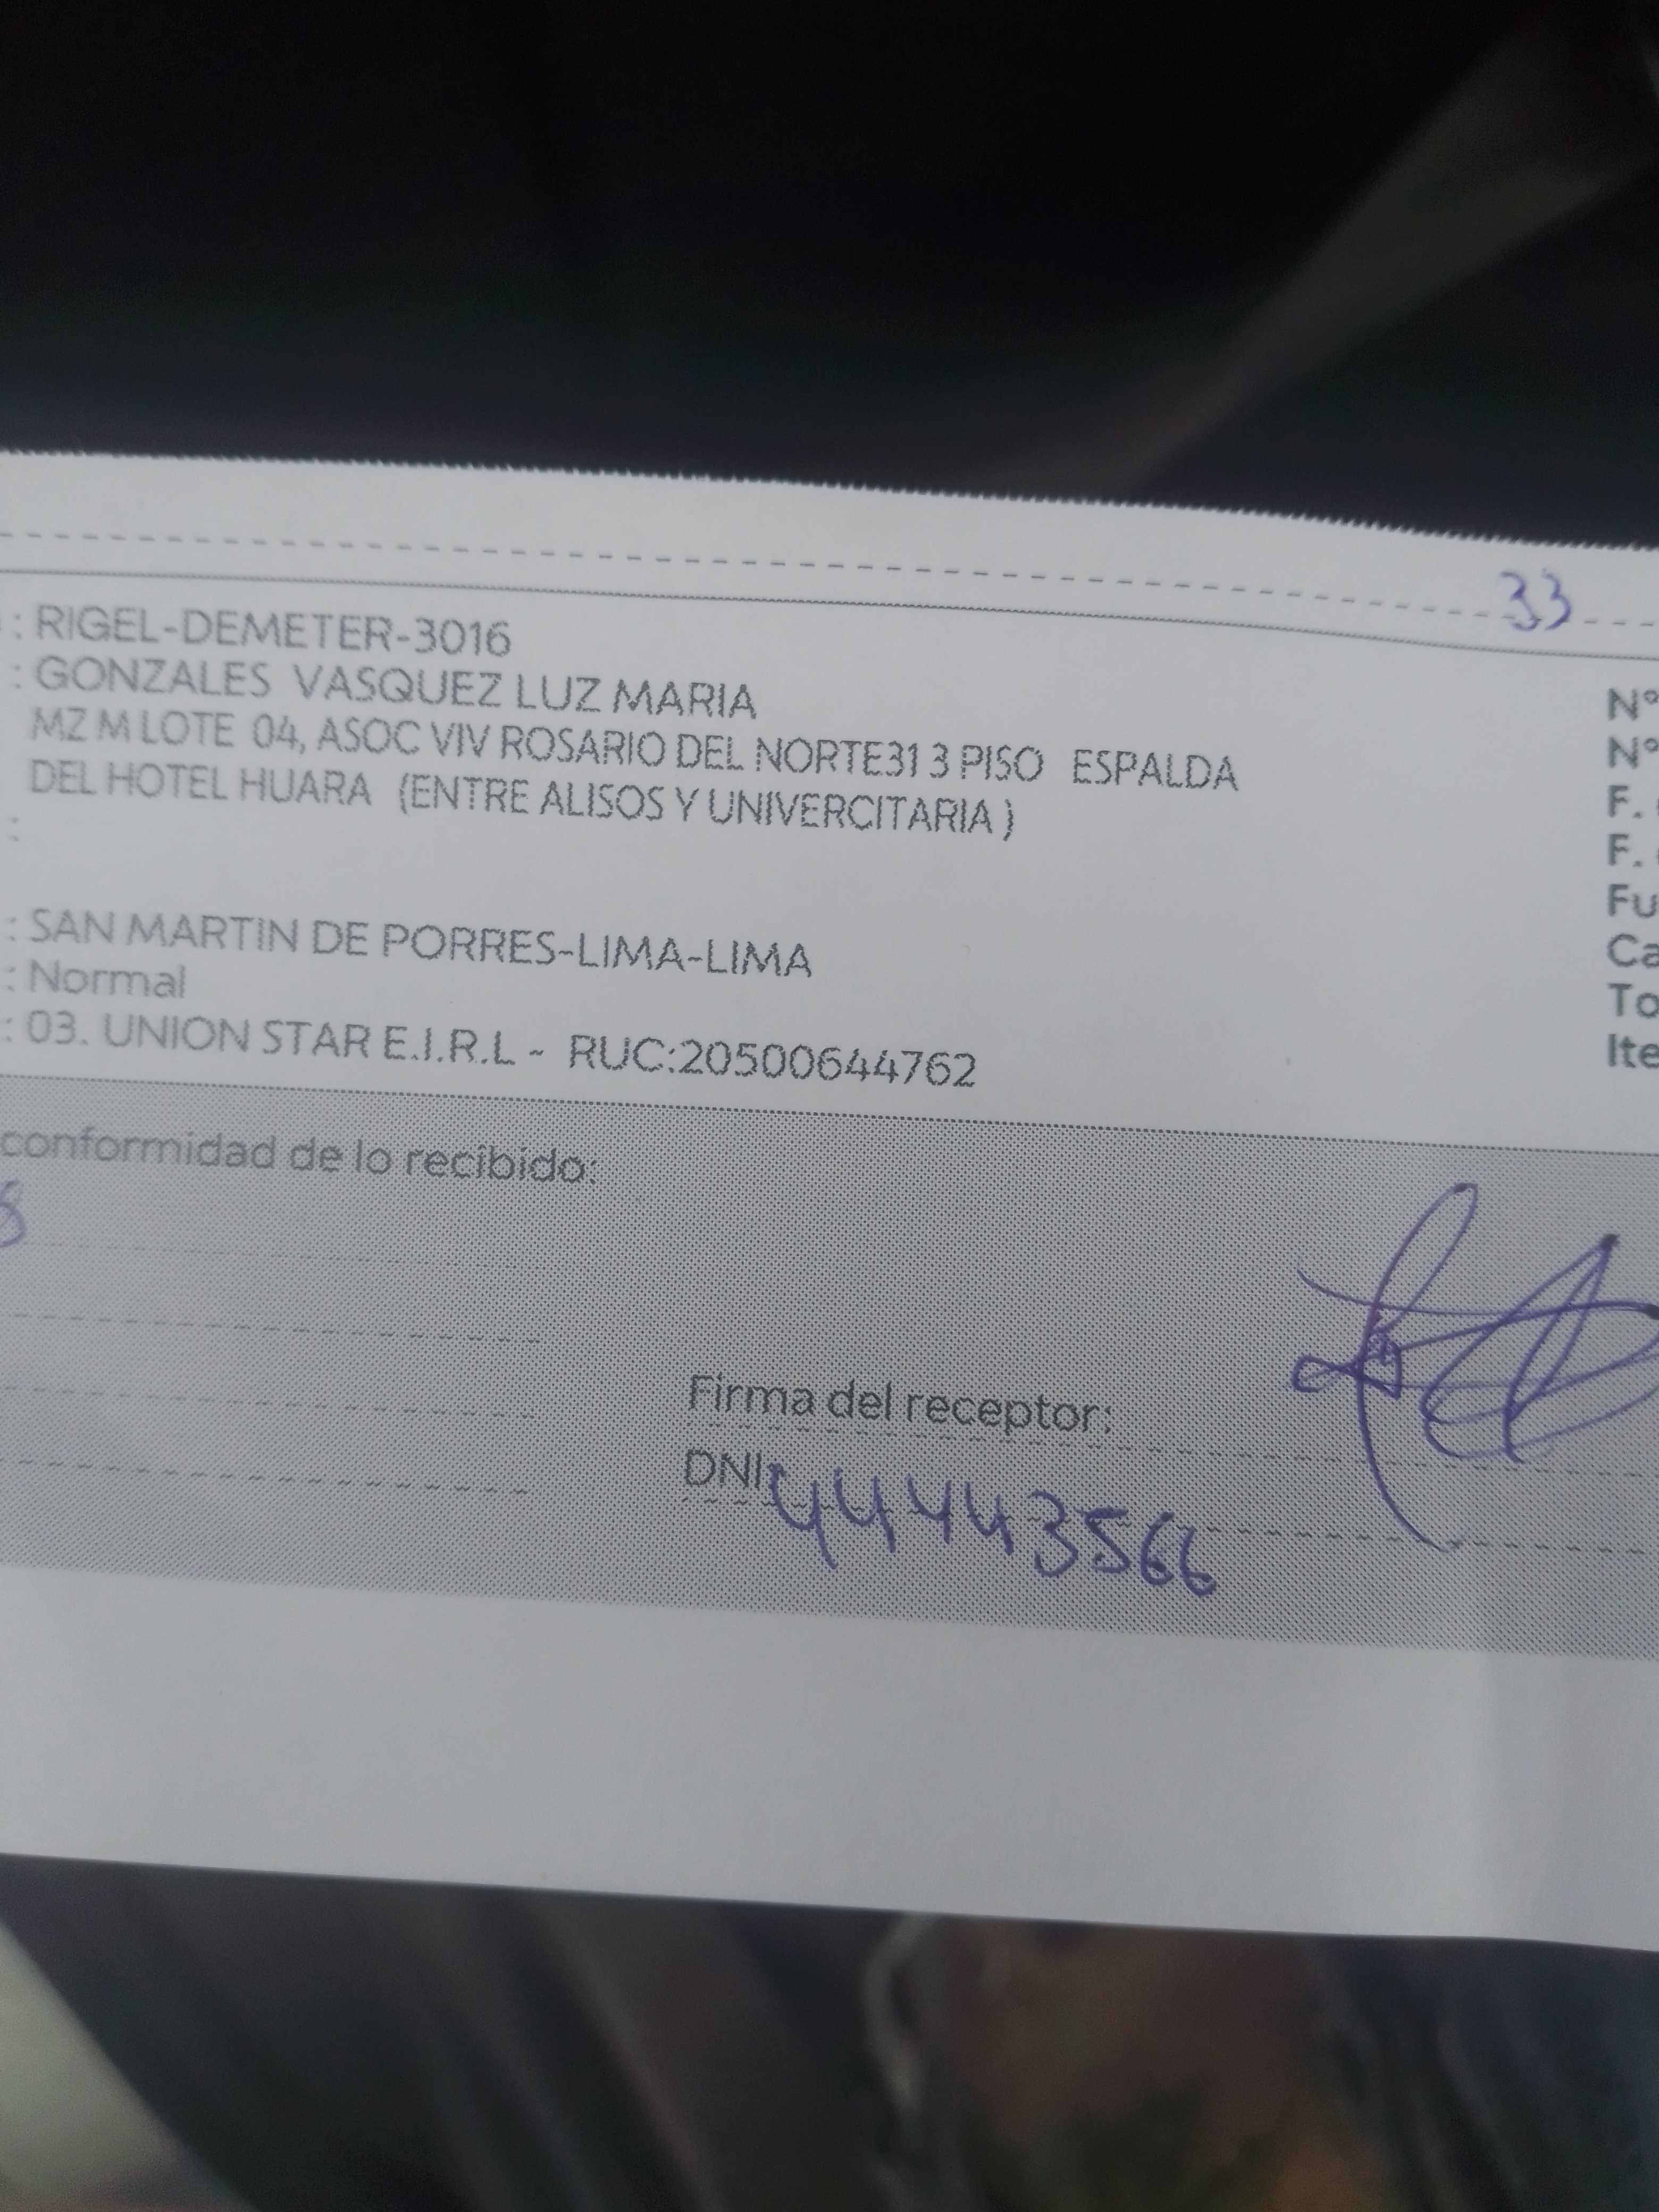 33
: RIGEL-DEMETER-3016
: GONZALES VASQUEZ LUZ MARIA
MZ M LOTE 04, ASOC VIV ROSARIO DEL NORTE31 3 PISO ESPALDA
DEL HOTEL HUARA (ENTRE ALISOS Y UNIVERCITARIA )
:
: SAN MARTIN DE PORRES-LIMA-LIMA
: Normal
: 03. UNION STAR E.I.R.L - RUC:20500644762
N°
N°
F.
F.
Fu
Ca
To
Ite
conformidad de lo recibido:
8
Firma del receptor:
DNI: 44443566